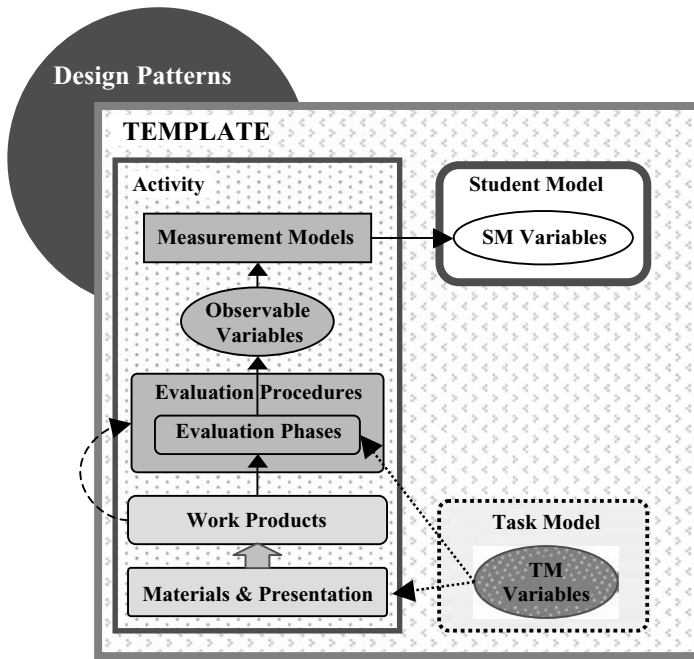 Design Patterns
TEMPLATE
Activity
Measurement Models
Observable
Variables
Evaluation Procedures
Evaluation Phases
Work Products
Materials & Presentation
Student Model
SM Variables
Task Model
TM
Variables